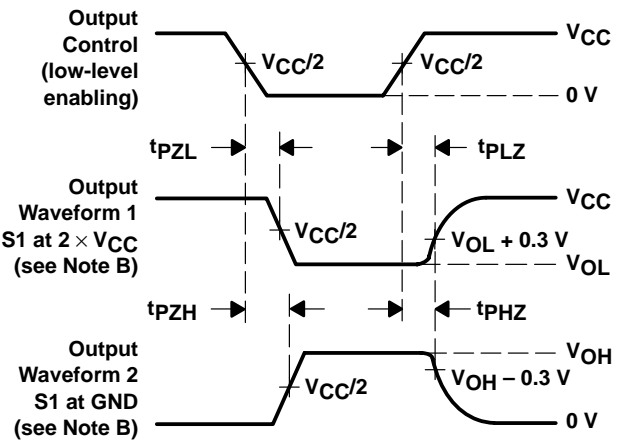 Output
Control
(low-level
enabling)
VCC/2
VCC/2
VCC
0 V
tPZL
tPLZ
Output
Waveform 1
S1 at 2 × VCC
(see Note B)
VCC/2
VCC
VOL + 0.3 V
VOL
tPZH
tPHZ
Output
Waveform 2
S1 at GND
(see Note B)
VCC/2
VOH
VOH – 0.3 V
0 V